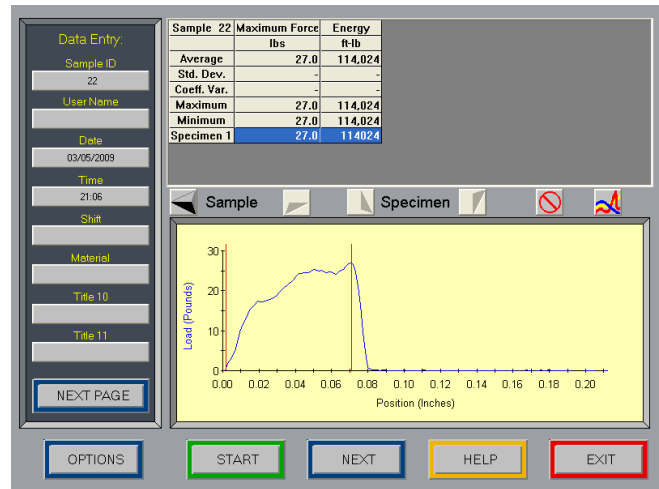 Data Entry:
Sample ID
22
User Name
Date
03/05/2009
Time
21:06
Shift
Material
Title 10
Title 11
NEXT PAGE
Sample 22 Maximum Force Energy
lbs ft-lb
Average 27.0 114,024
Std. Dev. - -
Coeff. Var. - -
Maximum 27.0 114,024
Minimum 27.0 114,024
Specimen 1 27.0 114024
Sample Specimen
Load (Pounds)
30
20
10
0
0.00 0.02 0.04 0.06 0.08 0.10 0.12 0.14 0.16 0.18 0.20
Position (Inches)
OPTIONS START NEXT HELP EXIT